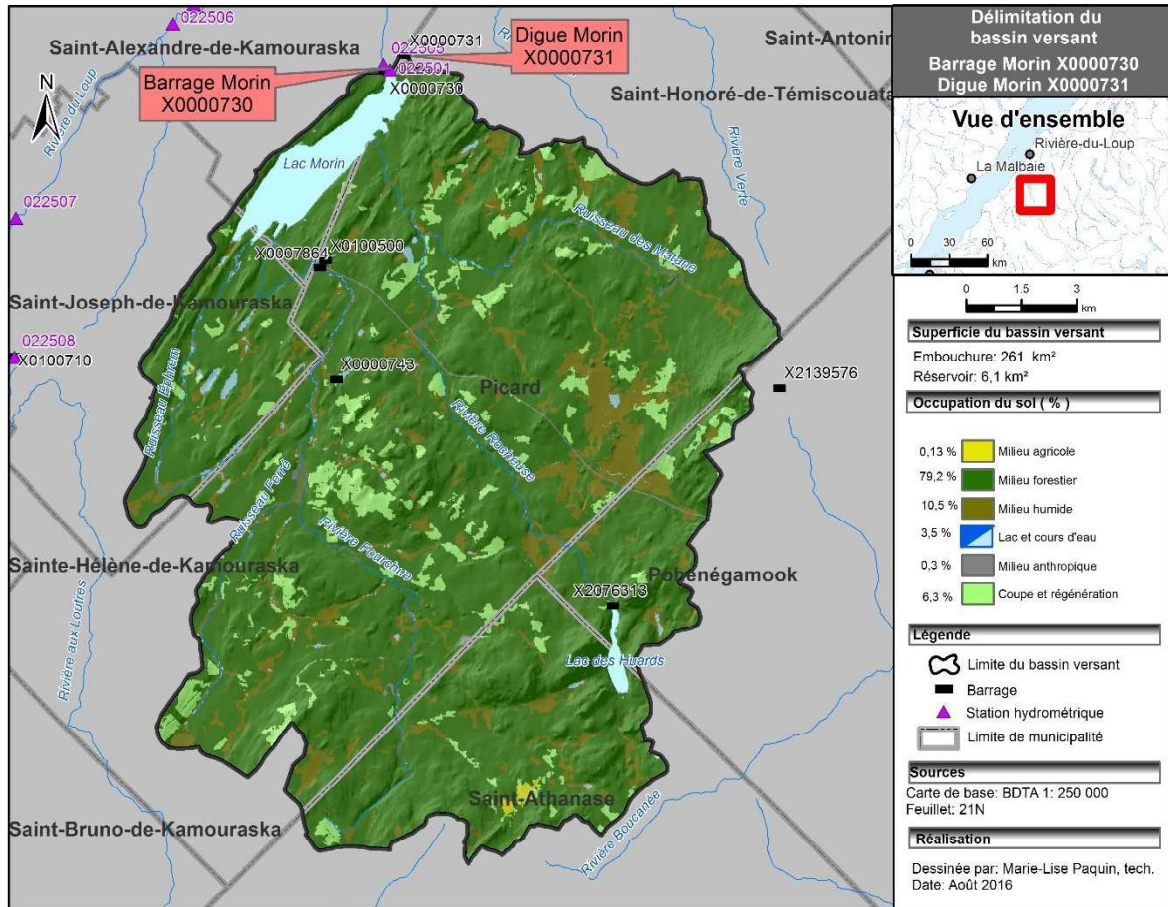 022506
Saint-Alexandre-de-Kamouraska
X0000731
022505
022501
X0000730
Digue Morin
X0000731
Barrage Morin
X0000730
Saint-Antonin
Saint-Honoré-de-Témiscouata
N
Rivière du Loup
Rivière Verte
Lac Morin
022507
Ruisseau des Matane
X0100500
X0007864
Saint-Joseph-de-Kamouraska
022508
X0100710
X0000743
Picard
X2139576
Ruisseau Éphrem
Rivière Rocheuse
Ruisseau Ferré
Rivière Fourchue
Sainte-Hélène-de-Kamouraska
Pohénégamook
X2076313
Lac des Huards
Rivière aux Loutres
Saint-Athanase
Saint-Bruno-de-Kamouraska
Rivière Boucanée
Délimitation du
bassin versant
Barrage Morin X0000730
Digue Morin X0000731
Vue d'ensemble
Rivière-du-Loup
La Malbaie
0 30 60
km
0 1.5 3
km
Superficie du bassin versant
Embouchure: 261 km²
Réservoir: 6,1 km²
Occupation du sol ( % )
0,13 % Milieu agricole
79,2 % Milieu forestier
10,5 % Milieu humide
3,5 % Lac et cours d'eau
0,3 % Milieu anthropique
6,3 % Coupe et régénération
Légende
Limite du bassin versant
Barrage
Station hydrométrique
Limite de municipalité
Sources
Carte de base: BDTA 1: 250 000
Feuillet: 21N
Réalisation
Dessinée par: Marie-Lise Paquin, tech.
Date: Août 2016